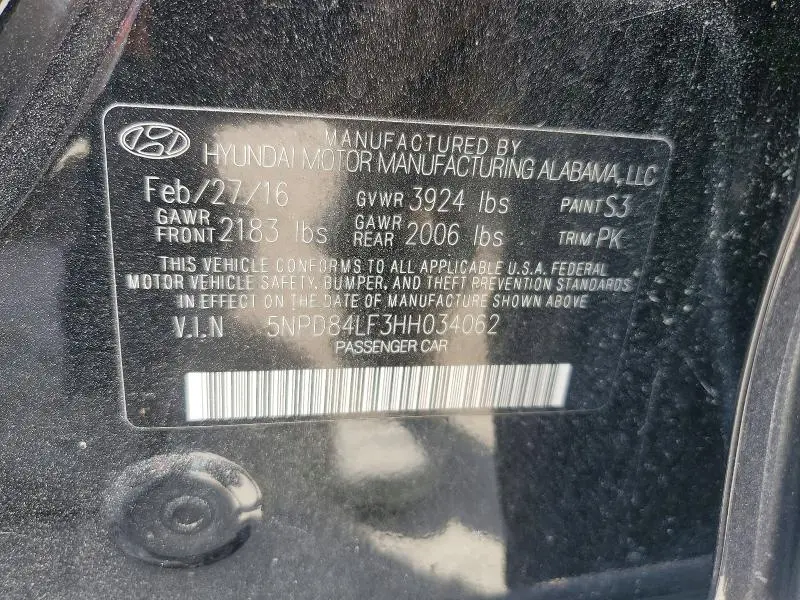 MANUFACTURED BY
HYUNDAI MOTOR MANUFACTURING ALABAMA, LLC
Feb/27/16 GVWR 3924 lbs PAINT S3
GAWR FRONT 2183 lbs GAWR REAR 2006 lbs TRIM PK
THIS VEHICLE CONFORMS TO ALL APPLICABLE U.S.A. FEDERAL
MOTOR VEHICLE SAFETY, BUMPER, AND THEFT PREVENTION STANDARDS
IN EFFECT ON THE DATE OF MANUFACTURE SHOWN ABOVE
V.I.N 5NPD84LF3HH034062
PASSENGER CAR